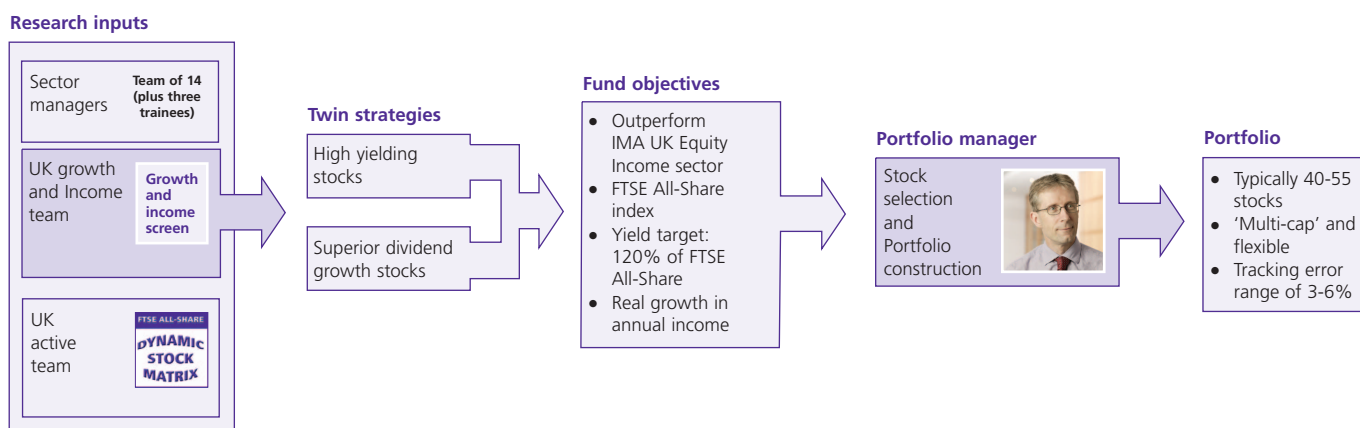 Research inputs
Sector
managers
Team of 14
(plus three
trainees)
UK growth
and Income
team
Growth
and
income
screen
UK
active
team
FTSE ALL-SHARE
DYNAMIC
STOCK
MATRIX
Twin strategies
High yielding
stocks
Superior dividend
growth stocks
Fund objectives
● Outperform
IMA UK Equity
Income sector
● FTSE All-Share
index
● Yield target:
120% of FTSE
All-Share
● Real growth in
annual income
Portfolio manager
Stock
selection
and
Portfolio
construction
Portfolio
● Typically 40-55
stocks
● ‘Multi-cap’ and
flexible
● Tracking error
range of 3-6%